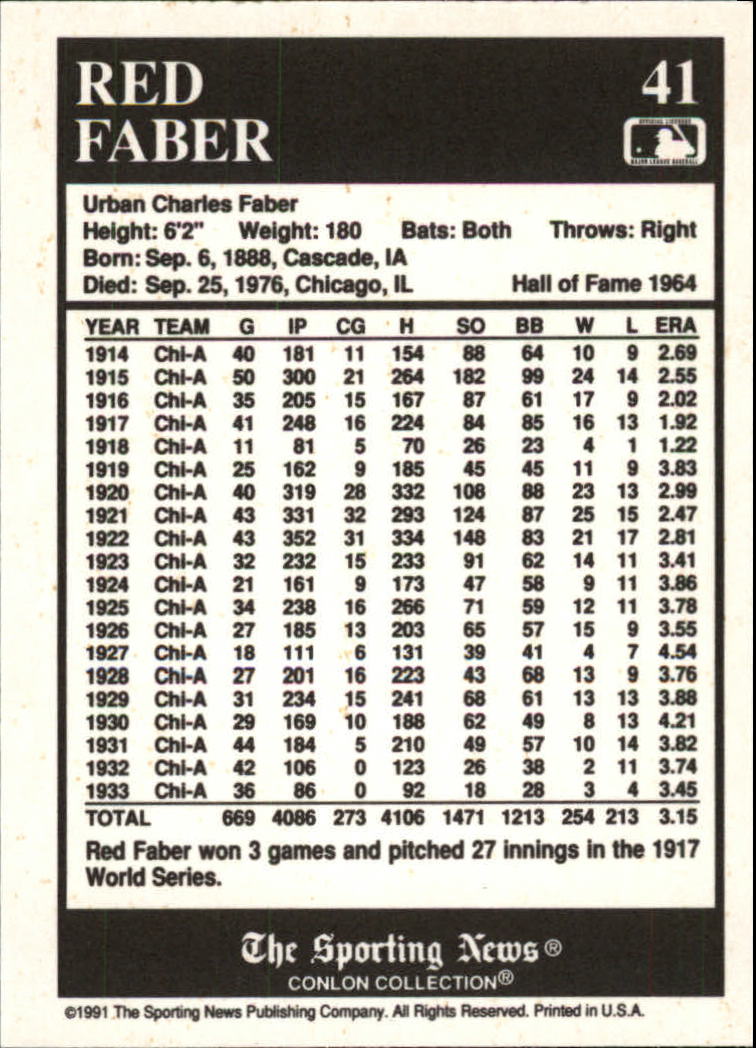 RED
FABER
41
OFFICIAL LICENSEE
MAJOR LEAGUE BASEBALL
Urban Charles Faber
Height: 6'2" Weight: 180 Bats: Both Throws: Right
Born: Sep. 6, 1888, Cascade, IA
Died: Sep. 25, 1976, Chicago, IL Hall of Fame 1964
YEAR TEAM G IP CG H SO BB W L ERA
1914 Chi-A 40 181 11 154 88 64 10 9 2.69
1915 Chi-A 50 300 21 264 182 99 24 14 2.55
1916 Chi-A 35 205 15 167 87 61 17 9 2.02
1917 Chi-A 41 248 16 224 84 85 16 13 1.92
1918 Chi-A 11 81 5 70 26 23 4 1 1.22
1919 Chi-A 25 162 9 185 45 45 11 9 3.83
1920 Chi-A 40 319 28 332 108 88 23 13 2.99
1921 Chi-A 43 331 32 293 124 87 25 15 2.47
1922 Chi-A 43 352 31 334 148 83 21 17 2.81
1923 Chi-A 32 232 15 233 91 62 14 11 3.41
1924 Chi-A 21 161 9 173 47 58 9 11 3.86
1925 Chi-A 34 238 16 266 71 59 12 11 3.78
1926 Chi-A 27 185 13 203 65 57 15 9 3.55
1927 Chi-A 18 111 6 131 39 41 4 7 4.54
1928 Chi-A 27 201 16 223 43 68 13 9 3.76
1929 Chi-A 31 234 15 241 68 61 13 13 3.88
1930 Chi-A 29 169 10 188 62 49 8 13 4.21
1931 Chi-A 44 184 5 210 49 57 10 14 3.82
1932 Chi-A 42 106 0 123 26 38 2 11 3.74
1933 Chi-A 36 86 0 92 18 28 3 4 3.45
TOTAL 669 4086 273 4106 1471 1213 254 213 3.15
Red Faber won 3 games and pitched 27 innings in the 1917
World Series.
The Sporting News®
CONLON COLLECTION®
©1991 The Sporting News Publishing Company. All Rights Reserved. Printed in U.S.A.